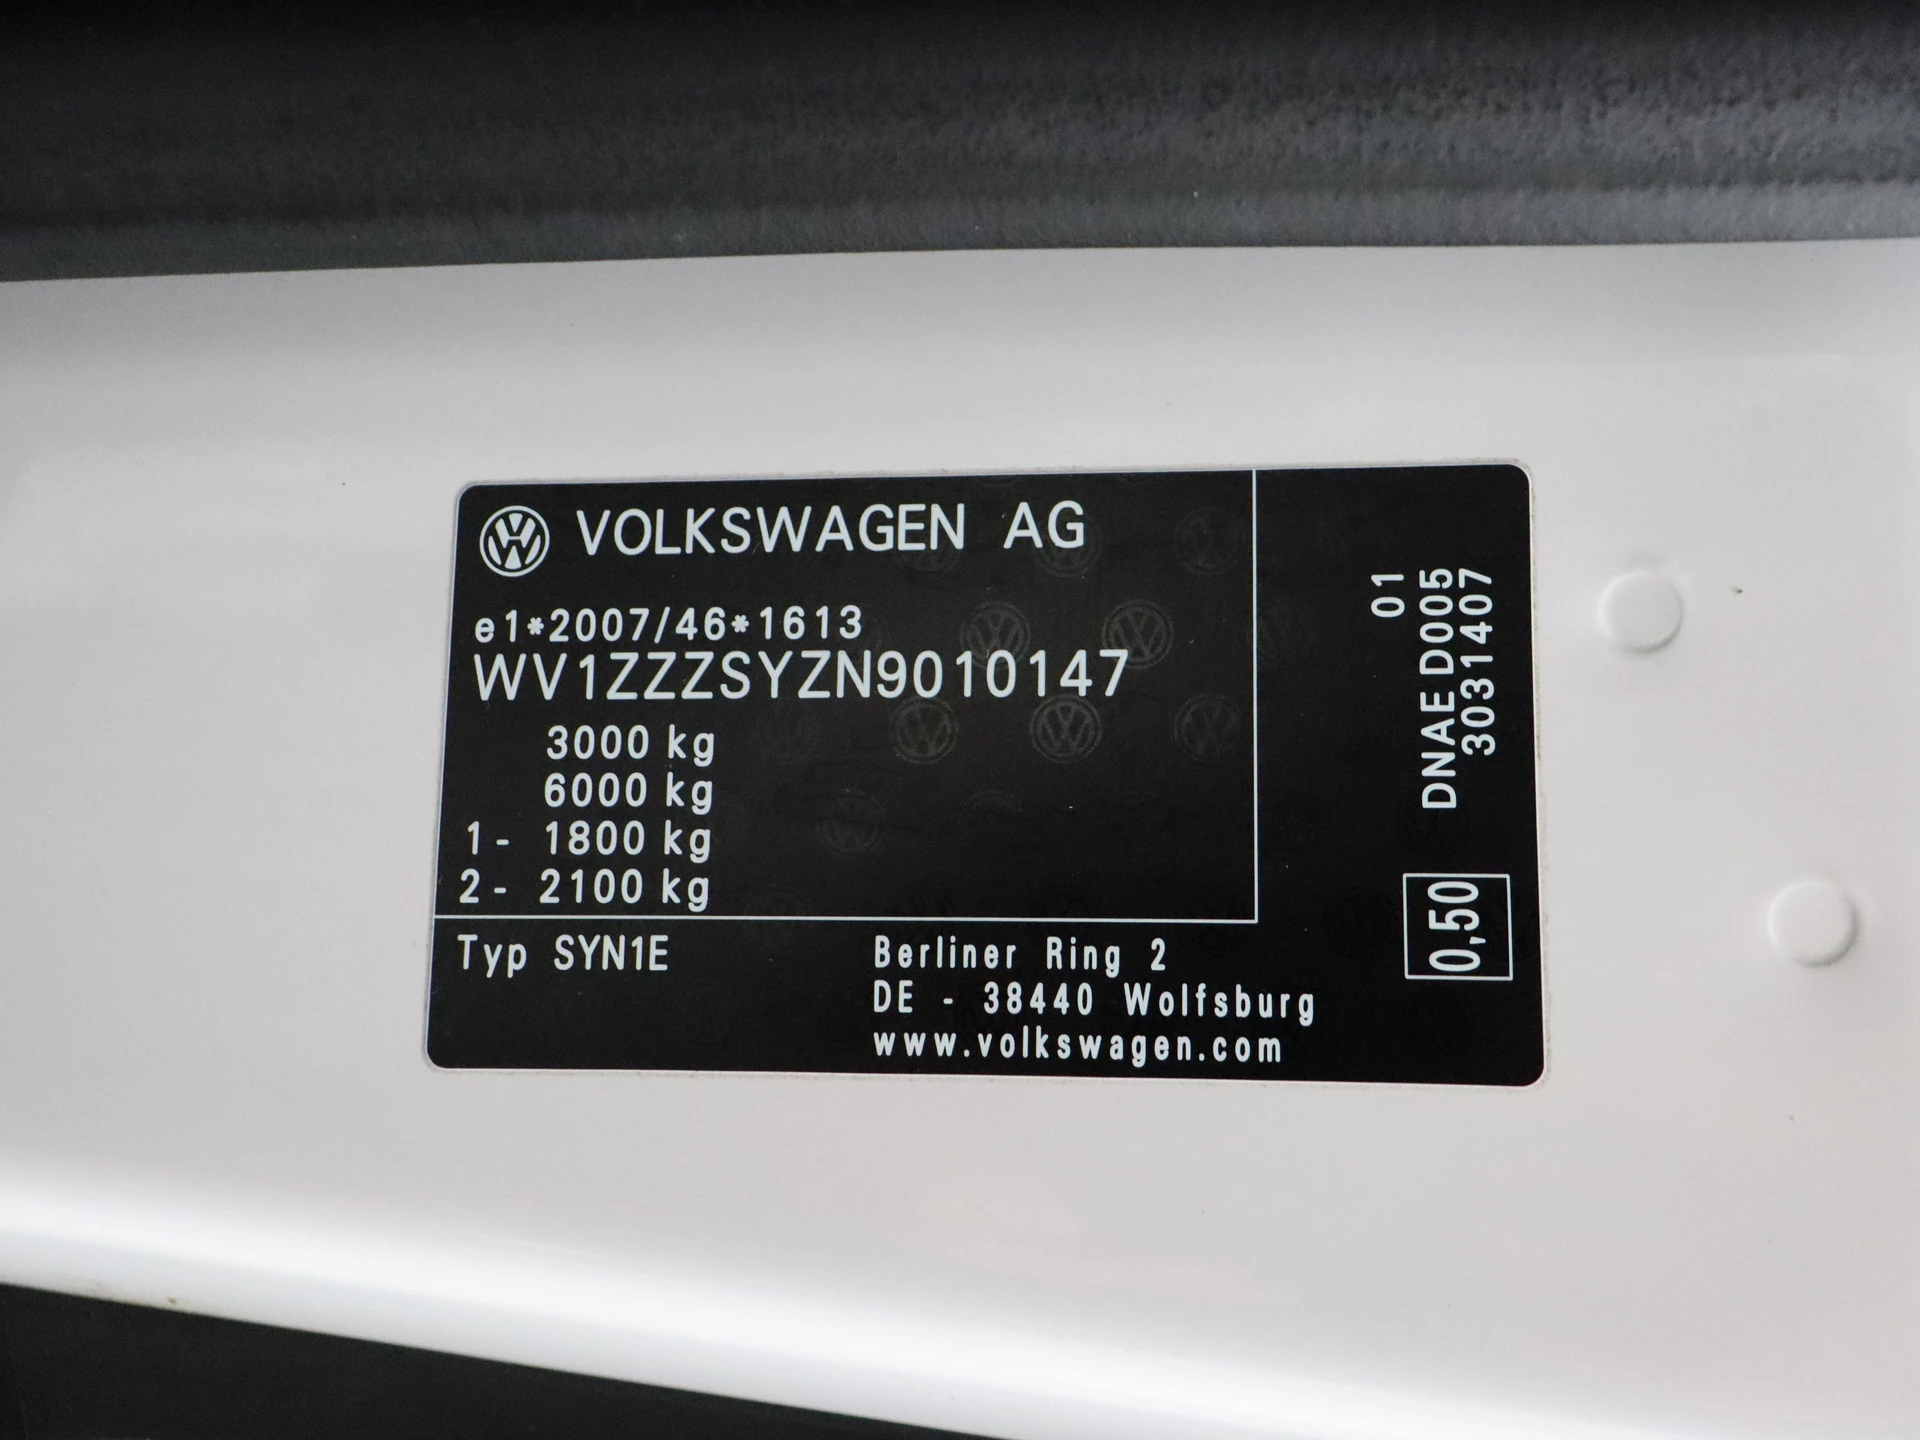 VOLKSWAGEN AG
e1*2007/46*1613
WV1ZZZSYZN9010147
3000 kg
6000 kg
1- 1800 kg
2- 2100 kg
Typ SYN1E
Berliner Ring 2
DE - 38440 Wolfsburg
www.volkswagen.com
01
DNAE D005
3031407
0,50